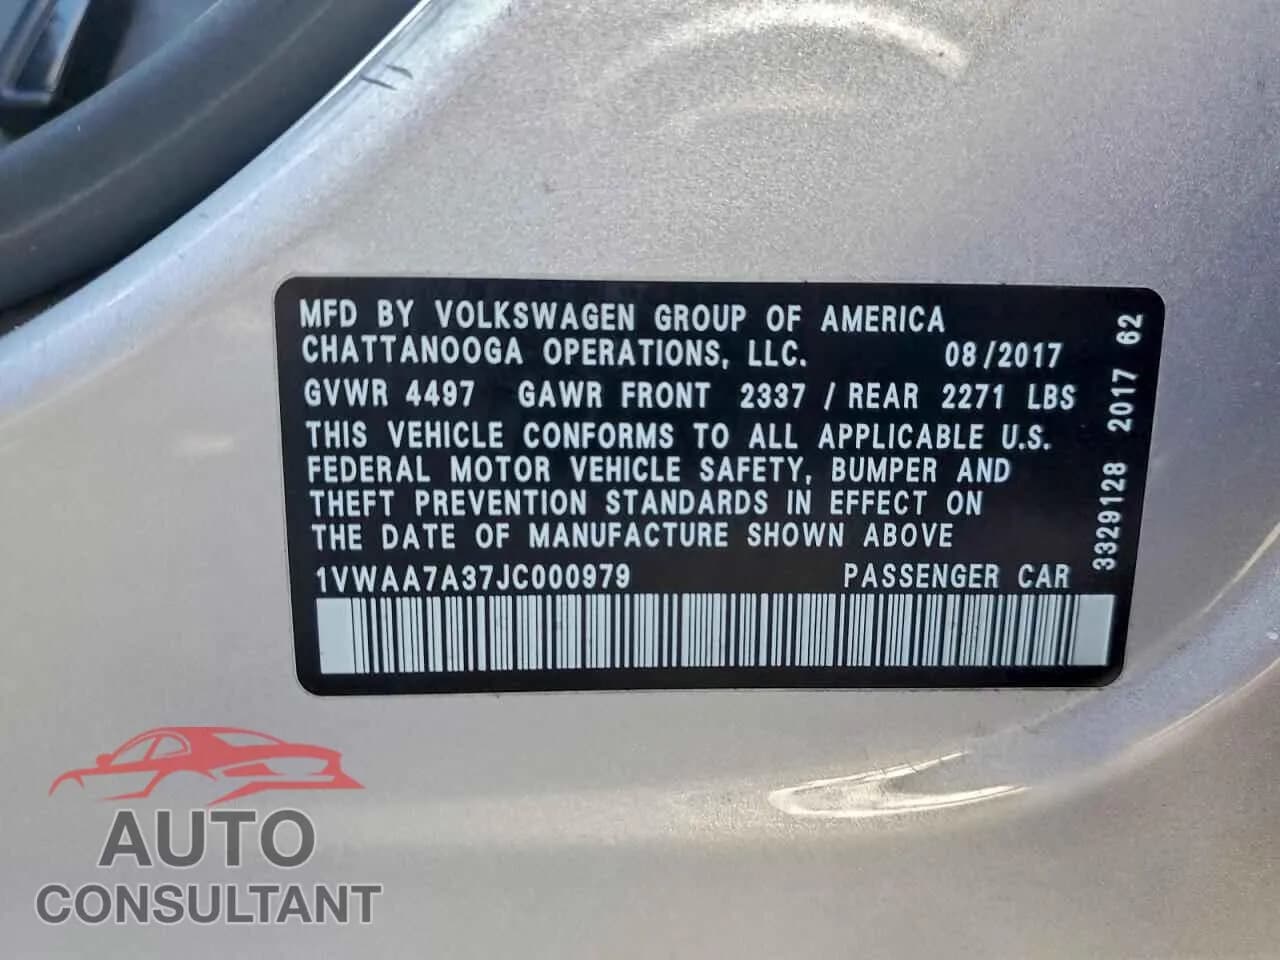 MFD BY VOLKSWAGEN GROUP OF AMERICA
CHATTANOOGA OPERATIONS, LLC. 08/2017
GVWR 4497 GAWR FRONT 2337 / REAR 2271 LBS
THIS VEHICLE CONFORMS TO ALL APPLICABLE U.S.
FEDERAL MOTOR VEHICLE SAFETY, BUMPER AND
THEFT PREVENTION STANDARDS IN EFFECT ON
THE DATE OF MANUFACTURE SHOWN ABOVE
1VWAA7A37JC000979 PASSENGER CAR
3329128 2017 62
AUTO
CONSULTANT